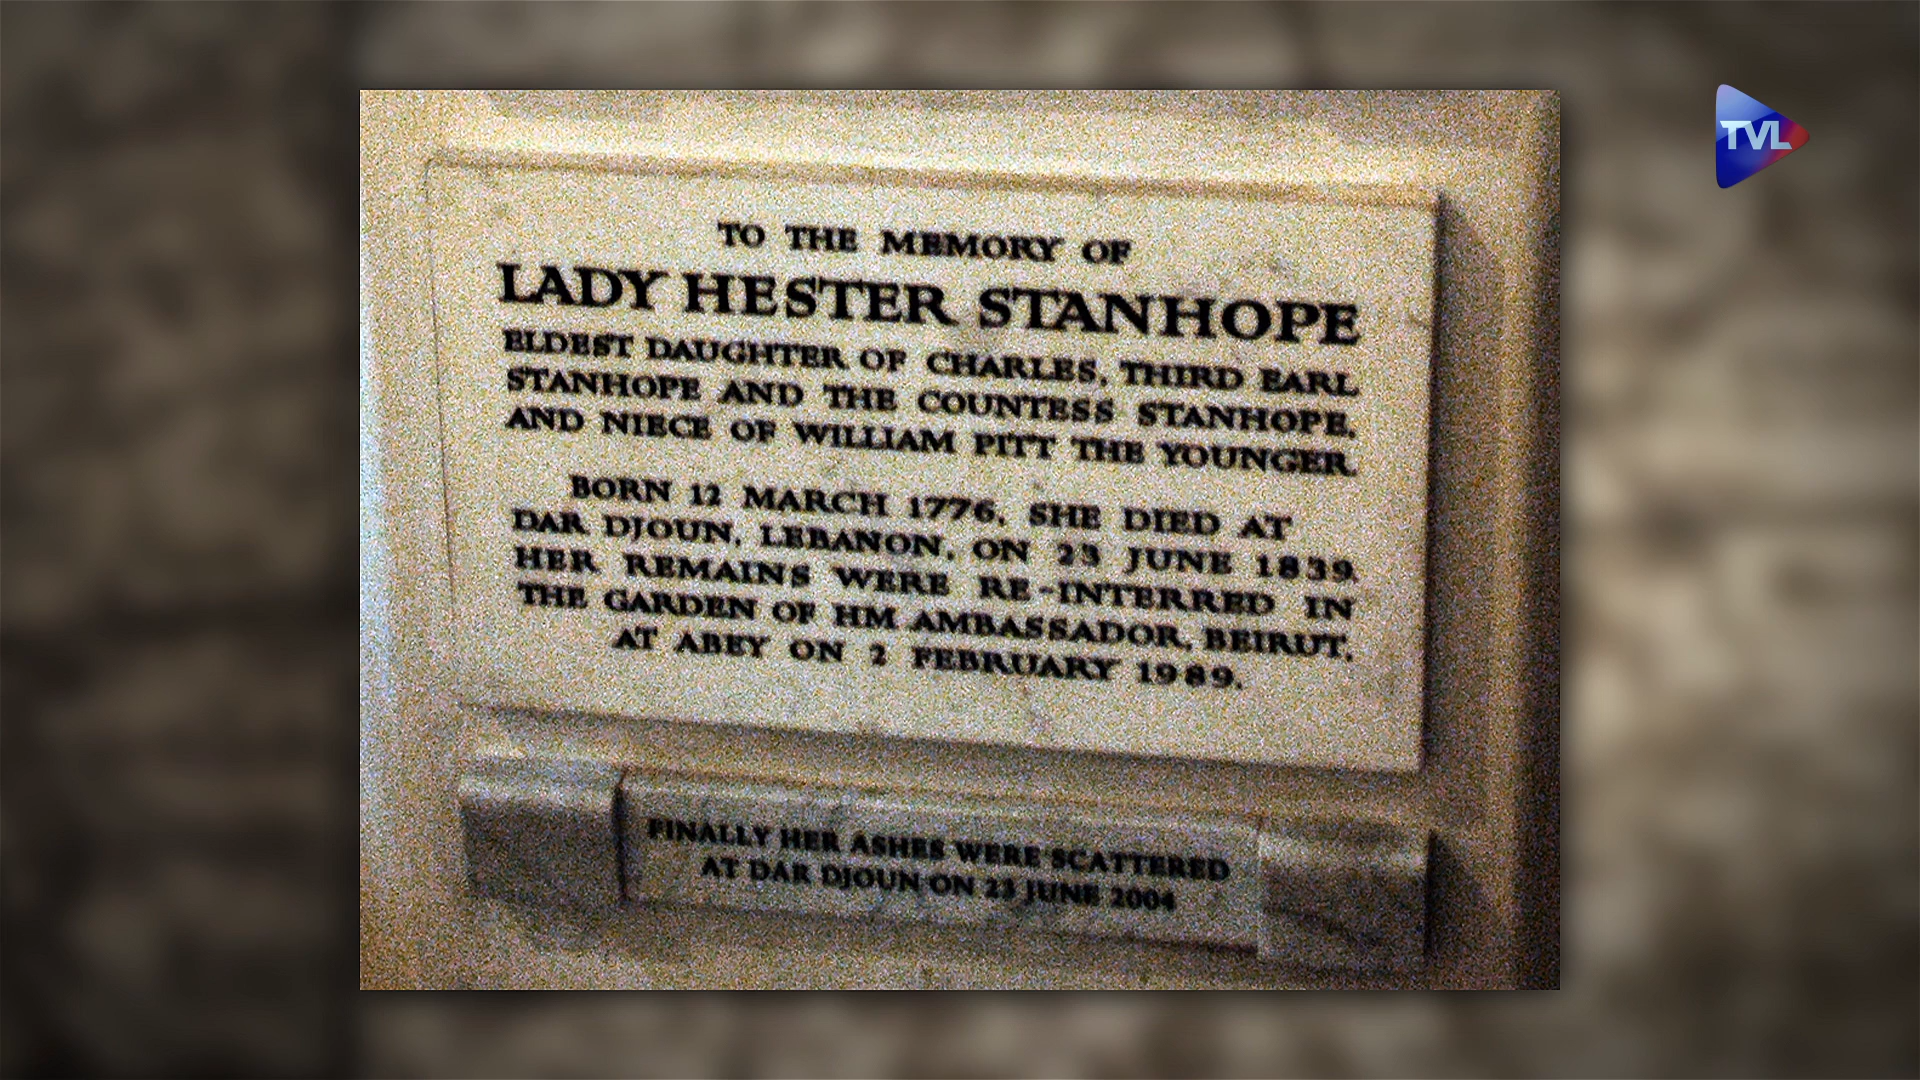 TO THE MEMORY OF
LADY HESTER STANHOPE
ELDEST DAUGHTER OF CHARLES, THIRD EARL
STANHOPE AND THE COUNTESS STANHOPE,
AND NIECE OF WILLIAM PITT THE YOUNGER.
BORN 12 MARCH 1776, SHE DIED AT
DAR DJOUN, LEBANON, ON 23 JUNE 1839.
HER REMAINS WERE RE-INTERRED IN
THE GARDEN OF HM AMBASSADOR, BEIRUT,
AT ABEY ON 2 FEBRUARY 1989.
FINALLY HER ASHES WERE SCATTERED
AT DAR DJOUN ON 23 JUNE 2004
TVL